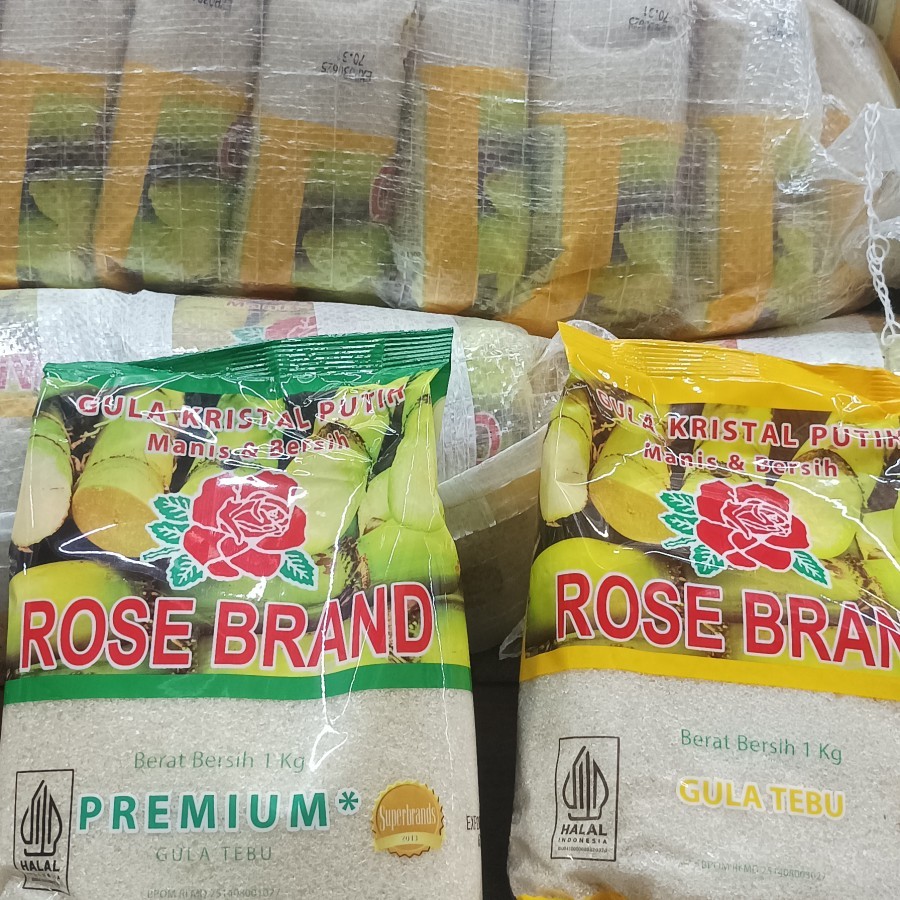 GULA KRISTAL PUTIH
Manis & Bersih
ROSE BRAND
Berat Bersih 1 Kg
PREMIUM*
GULA TEBU
HALAL
INDONESIA
Superbrands
GULA KRISTAL PUTIH
Manis & Bersih
ROSE BRAN
Berat Bersih 1 Kg
GULA TEBU
HALAL
INDONESIA